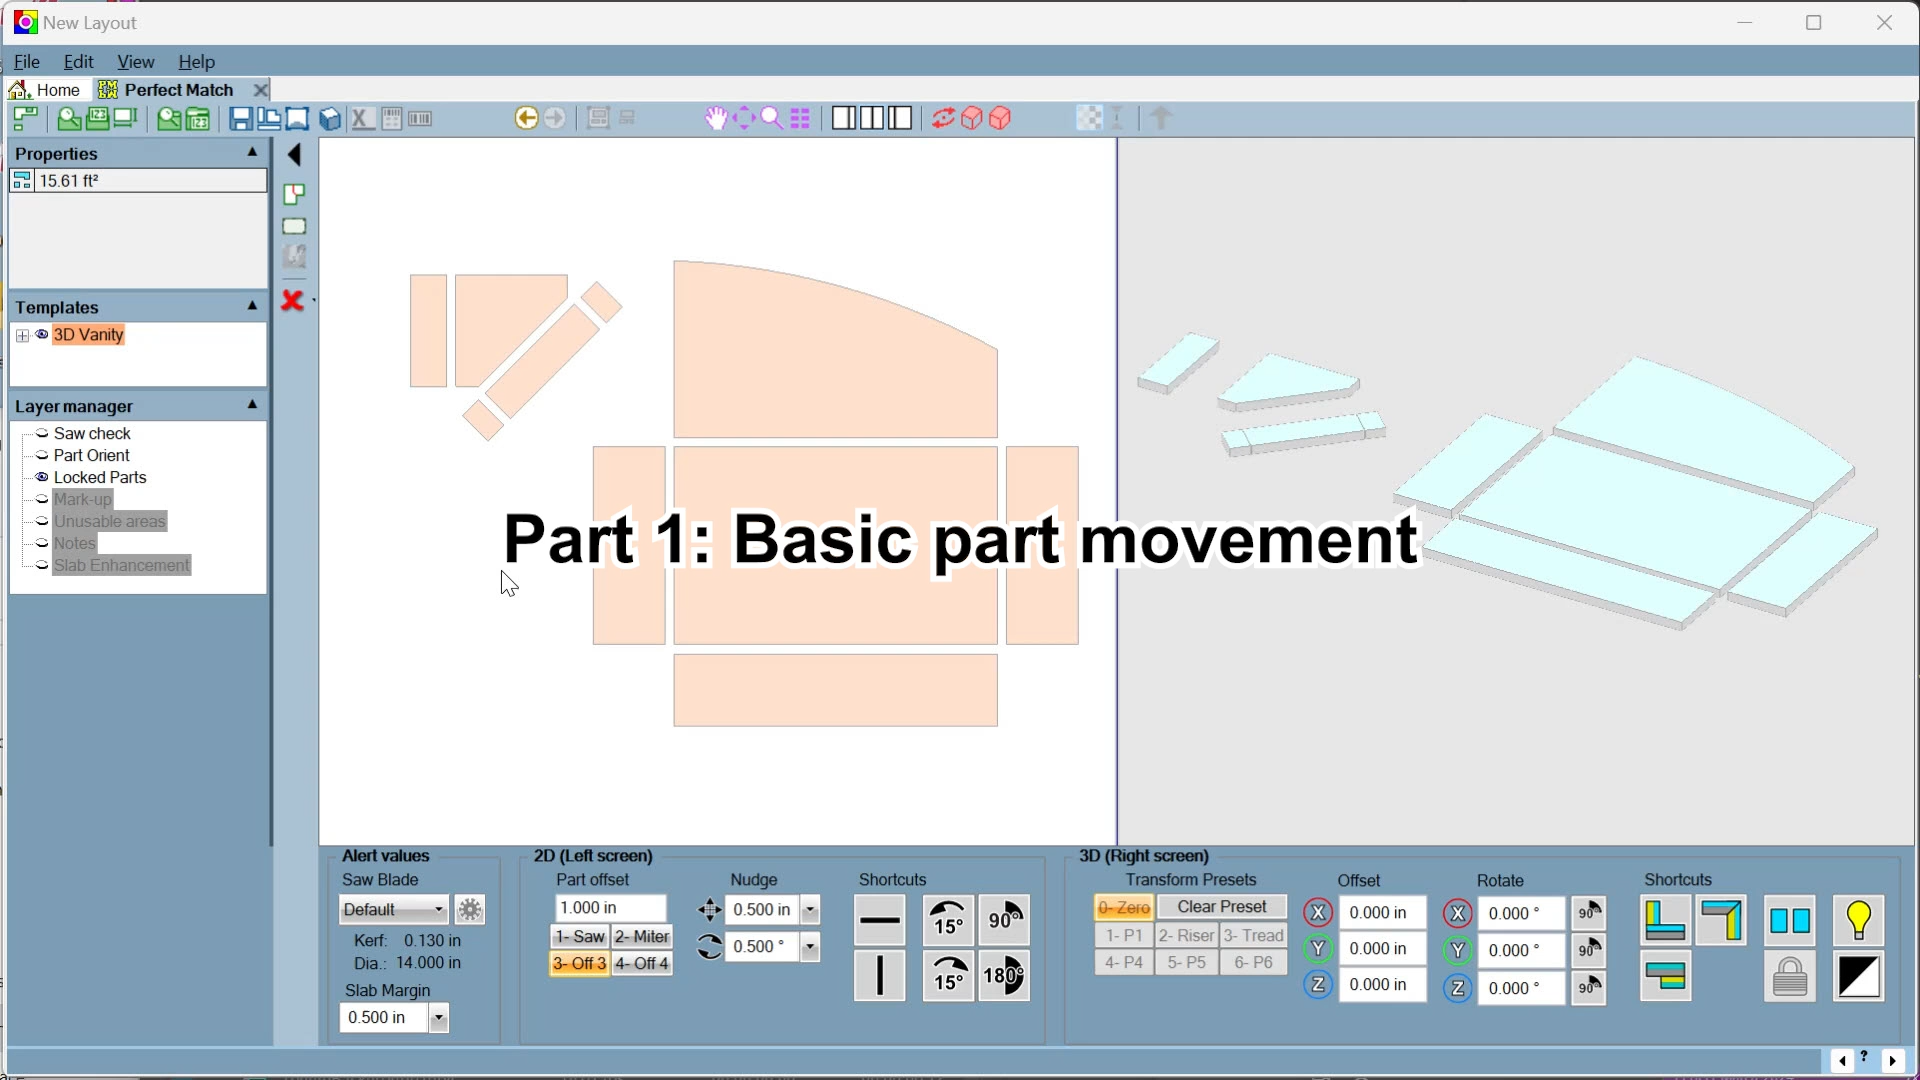 New Layout
File Edit View Help
Home Perfect Match
Properties
15.61 ft²
Templates
3D Vanity
Layer manager
Saw check
Part Orient
Locked Parts
Mark-up
Unusable areas
Notes
Slab Enhancement
Part 1: Basic part movement
Alert values
Saw Blade
Default
Kerf: 0.130 in
Dia.: 14.000 in
Slab Margin
0.500 in
2D (Left screen)
Part offset
1.000 in
1- Saw 2- Miter
3- Off 3 4- Off 4
Nudge
0.500 in
0.500 °
Shortcuts
15° 90°
15° 180°
3D (Right screen)
Transform Presets
0- Zero Clear Preset
1- P1 2- Riser 3- Tread
4- P4 5- P5 6- P6
Offset
X 0.000 in
Y 0.000 in
Z 0.000 in
Rotate
X 0.000 ° 90°
Y 0.000 ° 90°
Z 0.000 ° 90°
Shortcuts
?